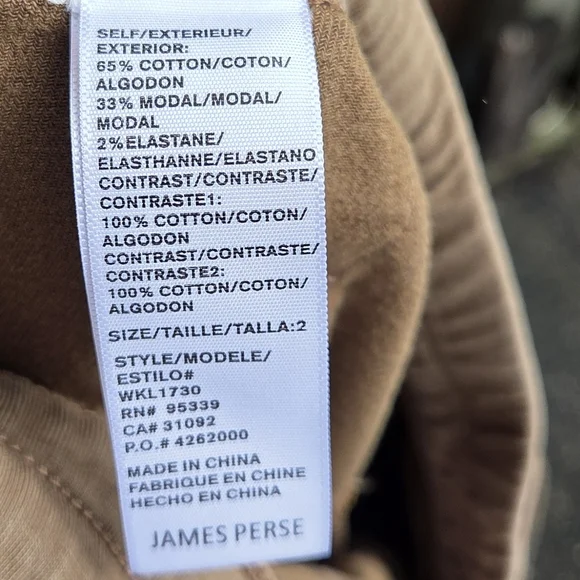 SELF/EXTERIEUR/
EXTERIOR:
65% COTTON/COTON/
ALGODON
33% MODAL/MODAL/
MODAL
2%ELASTANE/
ELASTHANNE/ELASTANO
CONTRAST/CONTRASTE/
CONTRASTE1:
100% COTTON/COTON/
ALGODON
CONTRAST/CONTRASTE/
CONTRASTE2:
100% COTTON/COTON/
ALGODON
SIZE/TAILLE/TALLA:2
STYLE/MODELE/
ESTILO#
WKL1730
RN# 95339
CA# 31092
P.O.# 4262000
MADE IN CHINA
FABRIQUE EN CHINE
HECHO EN CHINA
JAMES PERSE